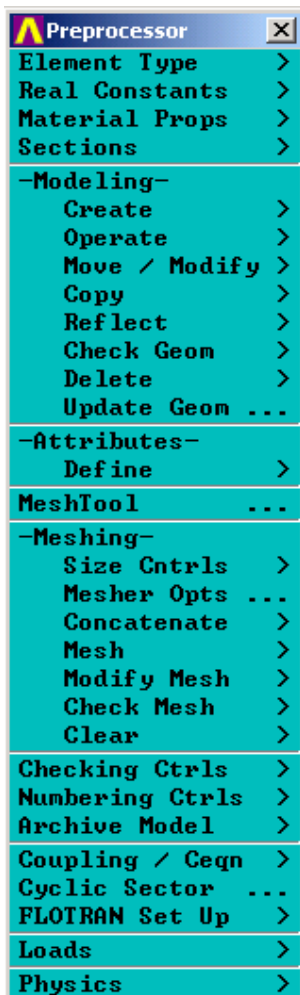 Preprocessor
Element Type >
Real Constants >
Material Props >
Sections >
-Modeling-
Create >
Operate >
Move / Modify >
Copy >
Reflect >
Check Geom >
Delete >
Update Geom ...
-Attributes-
Define >
MeshTool ...
-Meshing-
Size Cntrls >
Mesher Opts ...
Concatenate >
Mesh >
Modify Mesh >
Check Mesh >
Clear >
Checking Ctrls >
Numbering Ctrls >
Archive Model >
Coupling / Ceqn >
Cyclic Sector ...
FLOTRAN Set Up >
Loads >
Physics >